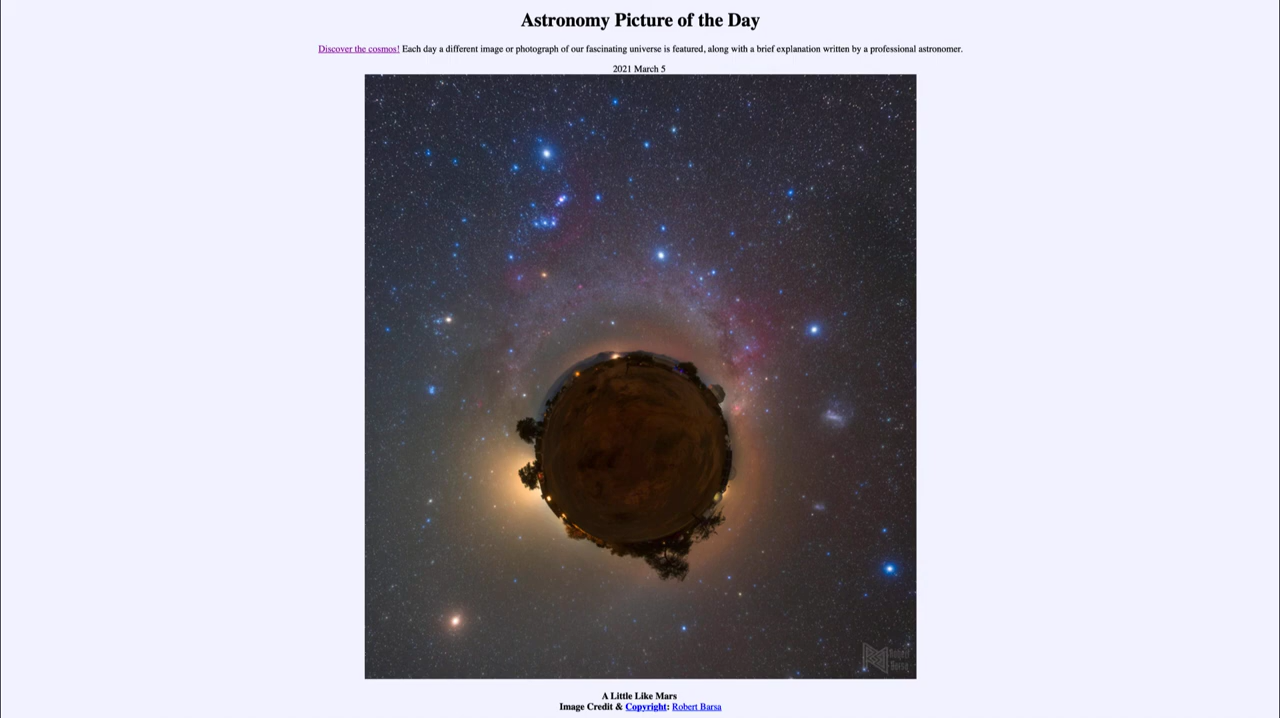 Astronomy Picture of the Day
Discover the cosmos! Each day a different image or photograph of our fascinating universe is featured, along with a brief explanation written by a professional astronomer.
2021 March 5
Robert
Barsa
A Little Like Mars
Image Credit & Copyright: Robert Barsa